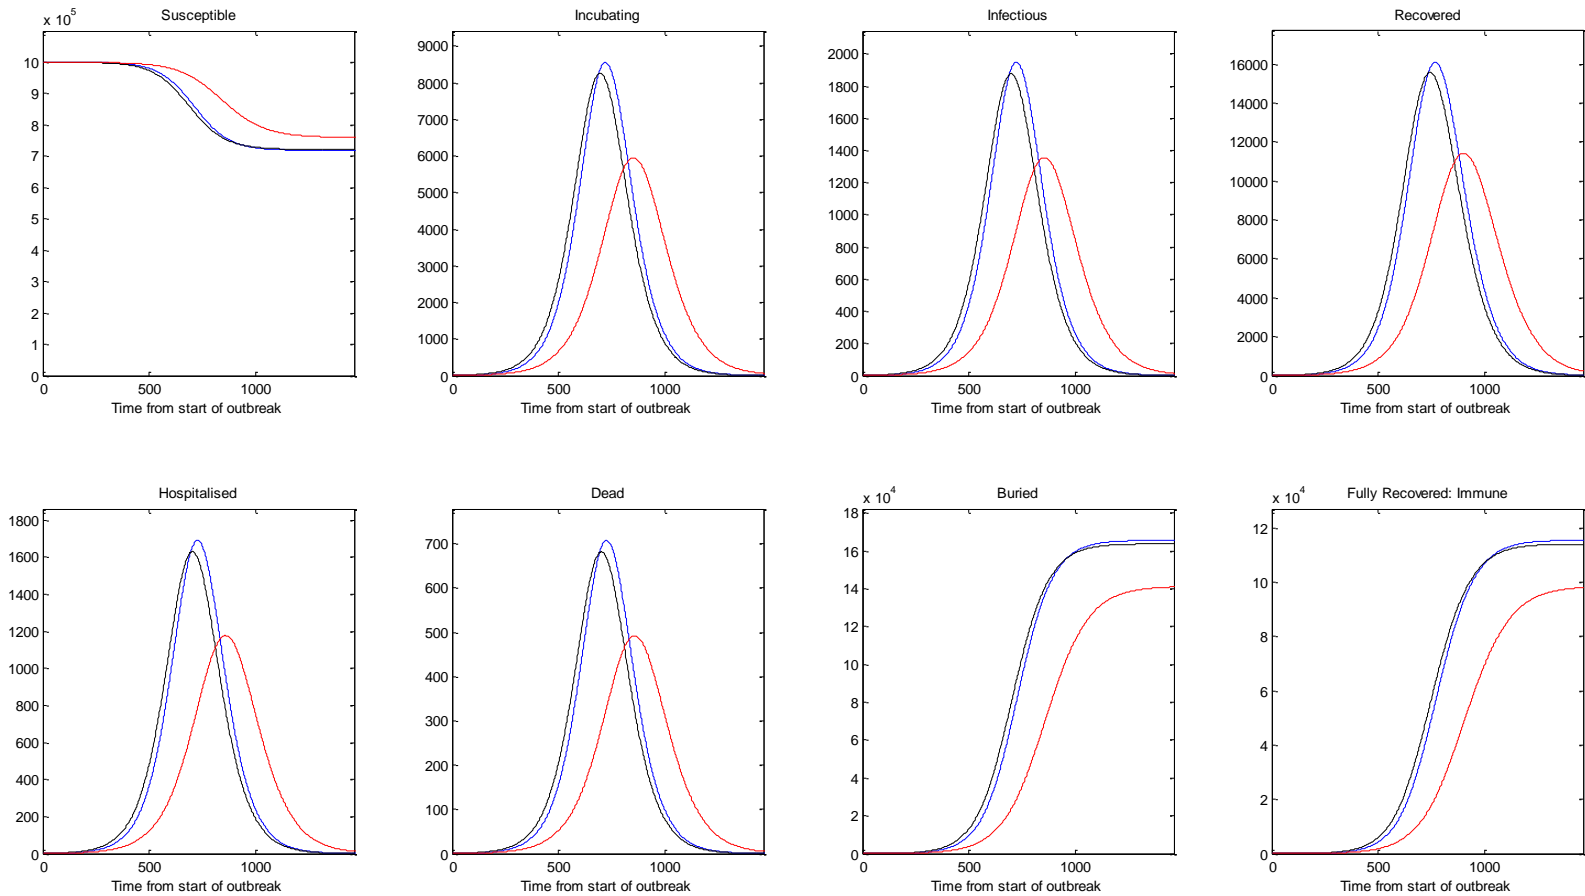 Susceptible
x 10^5
10
9
8
7
6
5
4
3
2
1
0
0 500 1000
Time from start of outbreak
Incubating
9000
8000
7000
6000
5000
4000
3000
2000
1000
0
0 500 1000
Time from start of outbreak
Infectious
2000
1800
1600
1400
1200
1000
800
600
400
200
0
0 500 1000
Time from start of outbreak
Recovered
16000
14000
12000
10000
8000
6000
4000
2000
0
0 500 1000
Time from start of outbreak
Hospitalised
1800
1600
1400
1200
1000
800
600
400
200
0
0 500 1000
Time from start of outbreak
Dead
700
600
500
400
300
200
100
0
0 500 1000
Time from start of outbreak
Buried
x 10^4
18
16
14
12
10
8
6
4
2
0
0 500 1000
Time from start of outbreak
Fully Recovered: Immune
x 10^4
12
10
8
6
4
2
0
0 500 1000
Time from start of outbreak